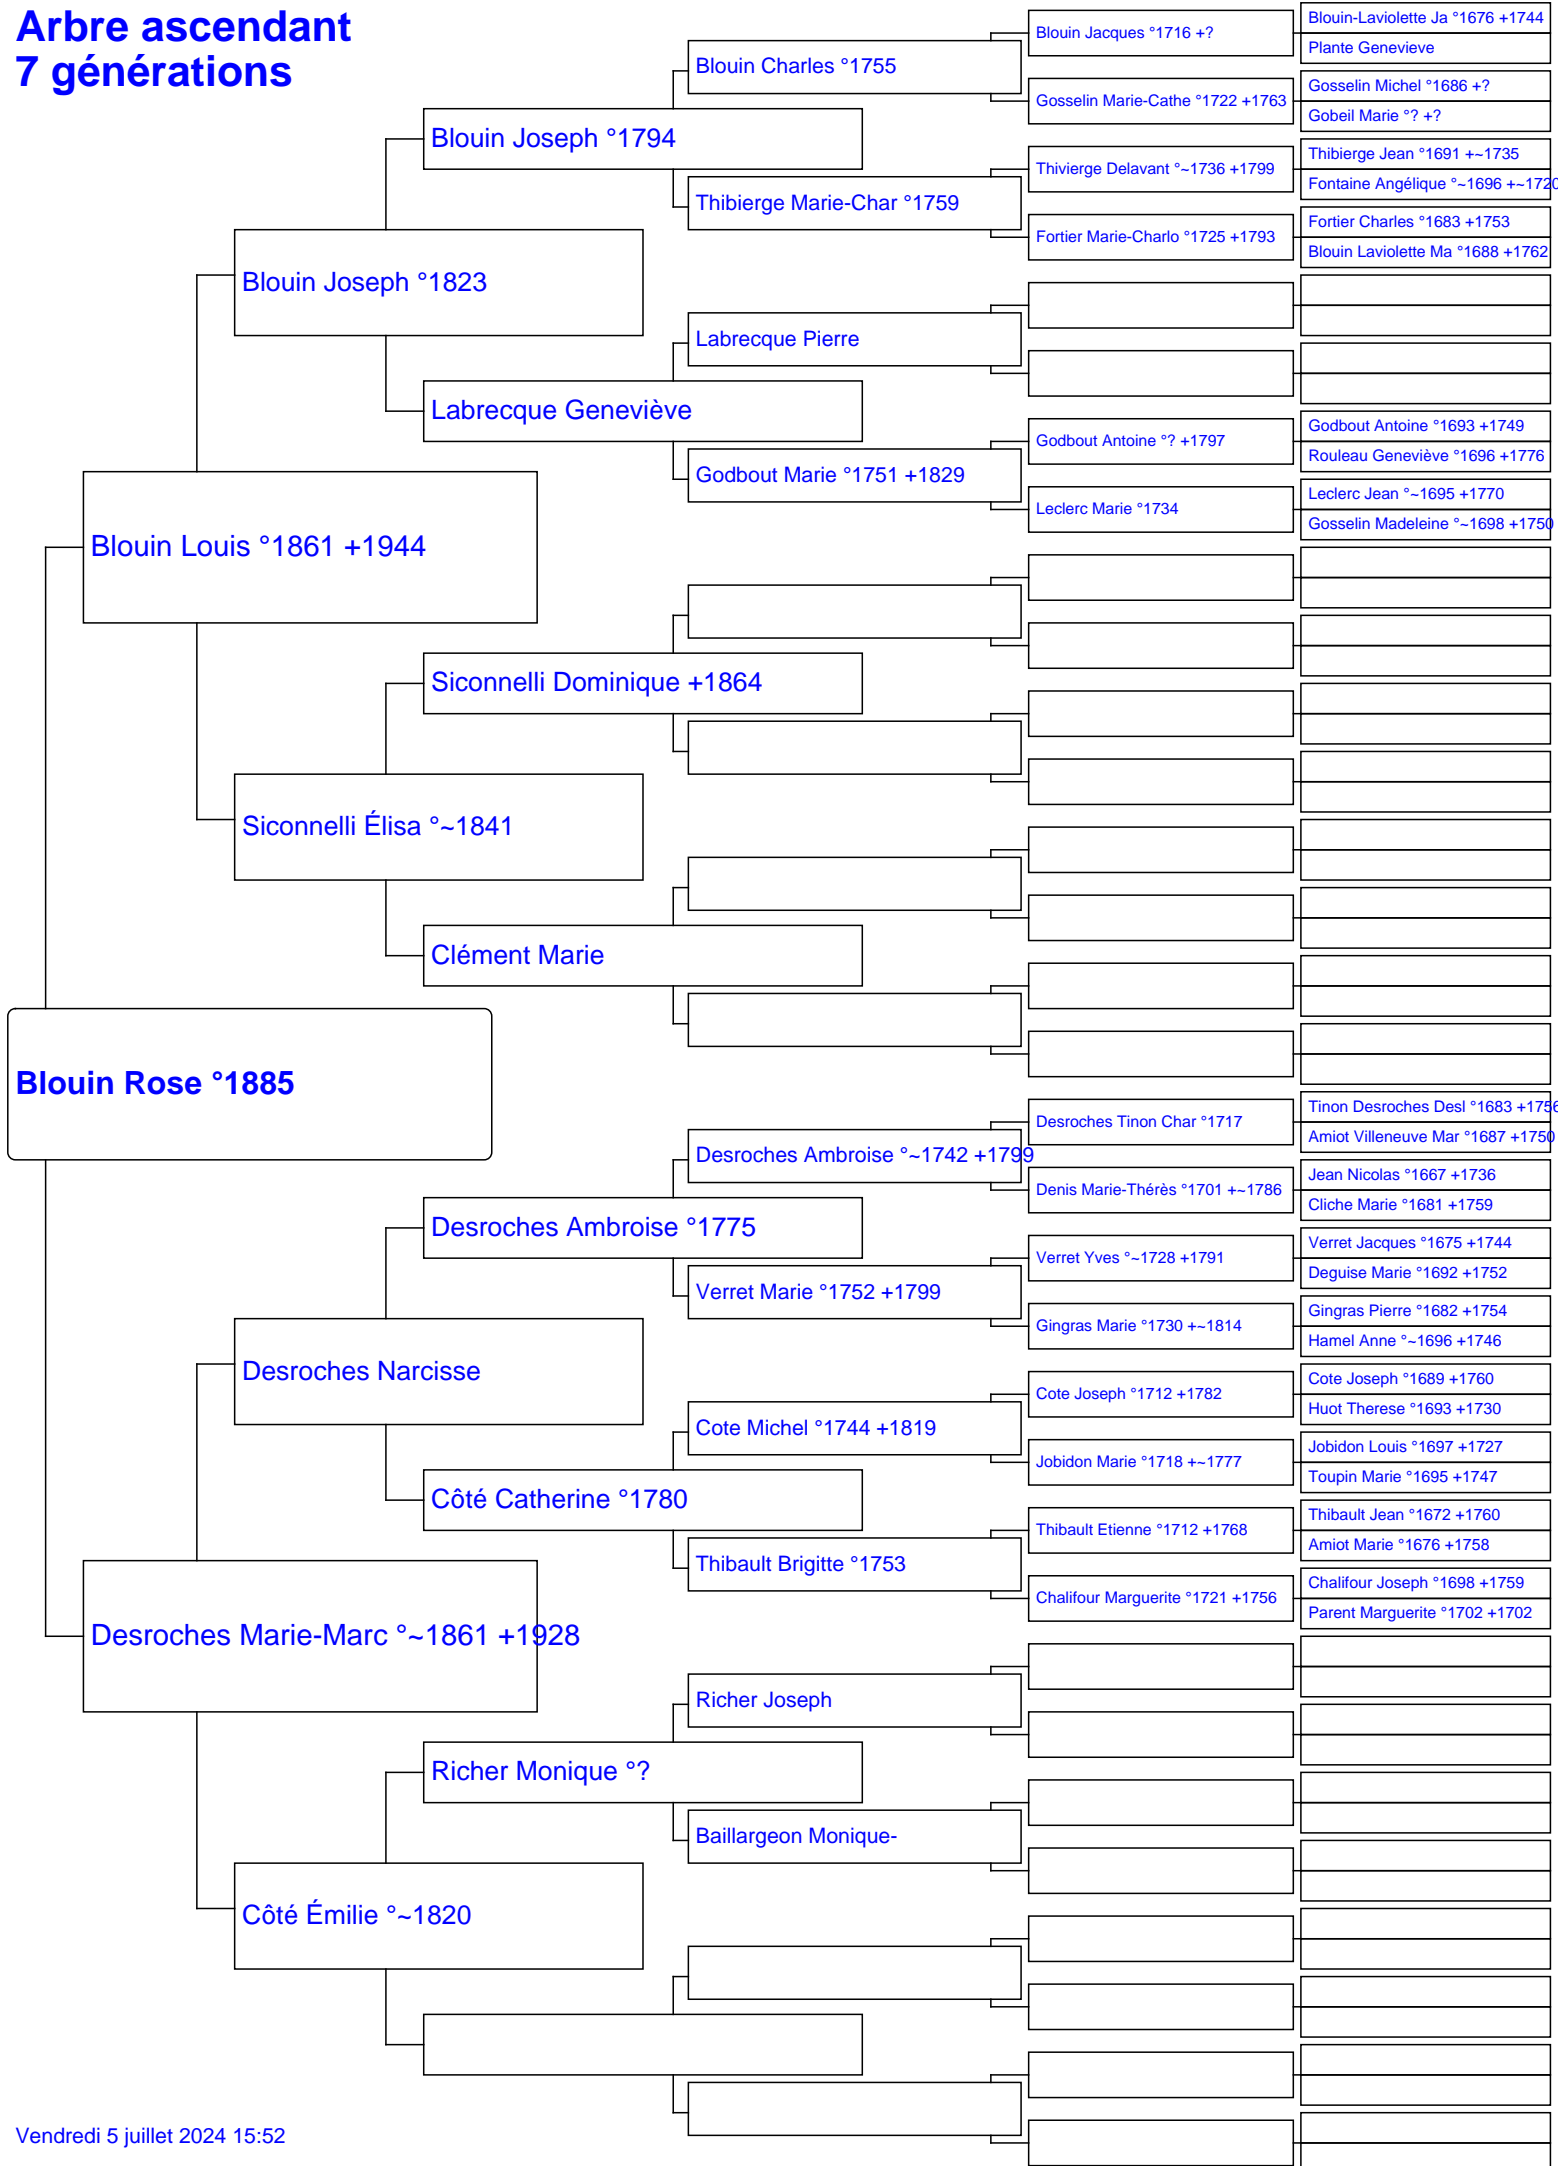 Arbre ascendant
7 générations
Blouin Rose °1885
Blouin Louis °1861 +1944
Desroches Marie-Marc °~1861 +1928
Blouin Joseph °1823
Siconnelli Élisa °~1841
Desroches Narcisse
Côté Émilie °~1820
Blouin Joseph °1794
Labrecque Geneviève
Siconnelli Dominique +1864
Clément Marie
Desroches Ambroise °1775
Côté Catherine °1780
Richer Monique °?
Blouin Charles °1755
Thibierge Marie-Char °1759
Labrecque Pierre
Godbout Marie °1751 +1829
Desroches Ambroise °~1742 +1799
Verret Marie °1752 +1799
Cote Michel °1744 +1819
Thibault Brigitte °1753
Richer Joseph
Baillargeon Monique-
Blouin Jacques °1716 +?
Gosselin Marie-Cathe °1722 +1763
Thivierge Delavant °~1736 +1799
Fortier Marie-Charlo °1725 +1793
Godbout Antoine °? +1797
Leclerc Marie °1734
Desroches Tinon Char °1717
Denis Marie-Thérès °1701 +~1786
Verret Yves °~1728 +1791
Gingras Marie °1730 +~1814
Cote Joseph °1712 +1782
Jobidon Marie °1718 +~1777
Thibault Etienne °1712 +1768
Chalifour Marguerite °1721 +1756
Blouin-Laviolette Ja °1676 +1744
Plante Genevieve
Gosselin Michel °1686 +?
Gobeil Marie °? +?
Thibierge Jean °1691 +~1735
Fontaine Angélique °~1696 +~1720
Fortier Charles °1683 +1753
Blouin Laviolette Ma °1688 +1762
Godbout Antoine °1693 +1749
Rouleau Geneviève °1696 +1776
Leclerc Jean °~1695 +1770
Gosselin Madeleine °~1698 +1750
Tinon Desroches Desl °1683 +1756
Amiot Villeneuve Mar °1687 +1750
Jean Nicolas °1667 +1736
Cliche Marie °1681 +1759
Verret Jacques °1675 +1744
Deguise Marie °1692 +1752
Gingras Pierre °1682 +1754
Hamel Anne °~1696 +1746
Cote Joseph °1689 +1760
Huot Therese °1693 +1730
Jobidon Louis °1697 +1727
Toupin Marie °1695 +1747
Thibault Jean °1672 +1760
Amiot Marie °1676 +1758
Chalifour Joseph °1698 +1759
Parent Marguerite °1702 +1702
Vendredi 5 juillet 2024 15:52